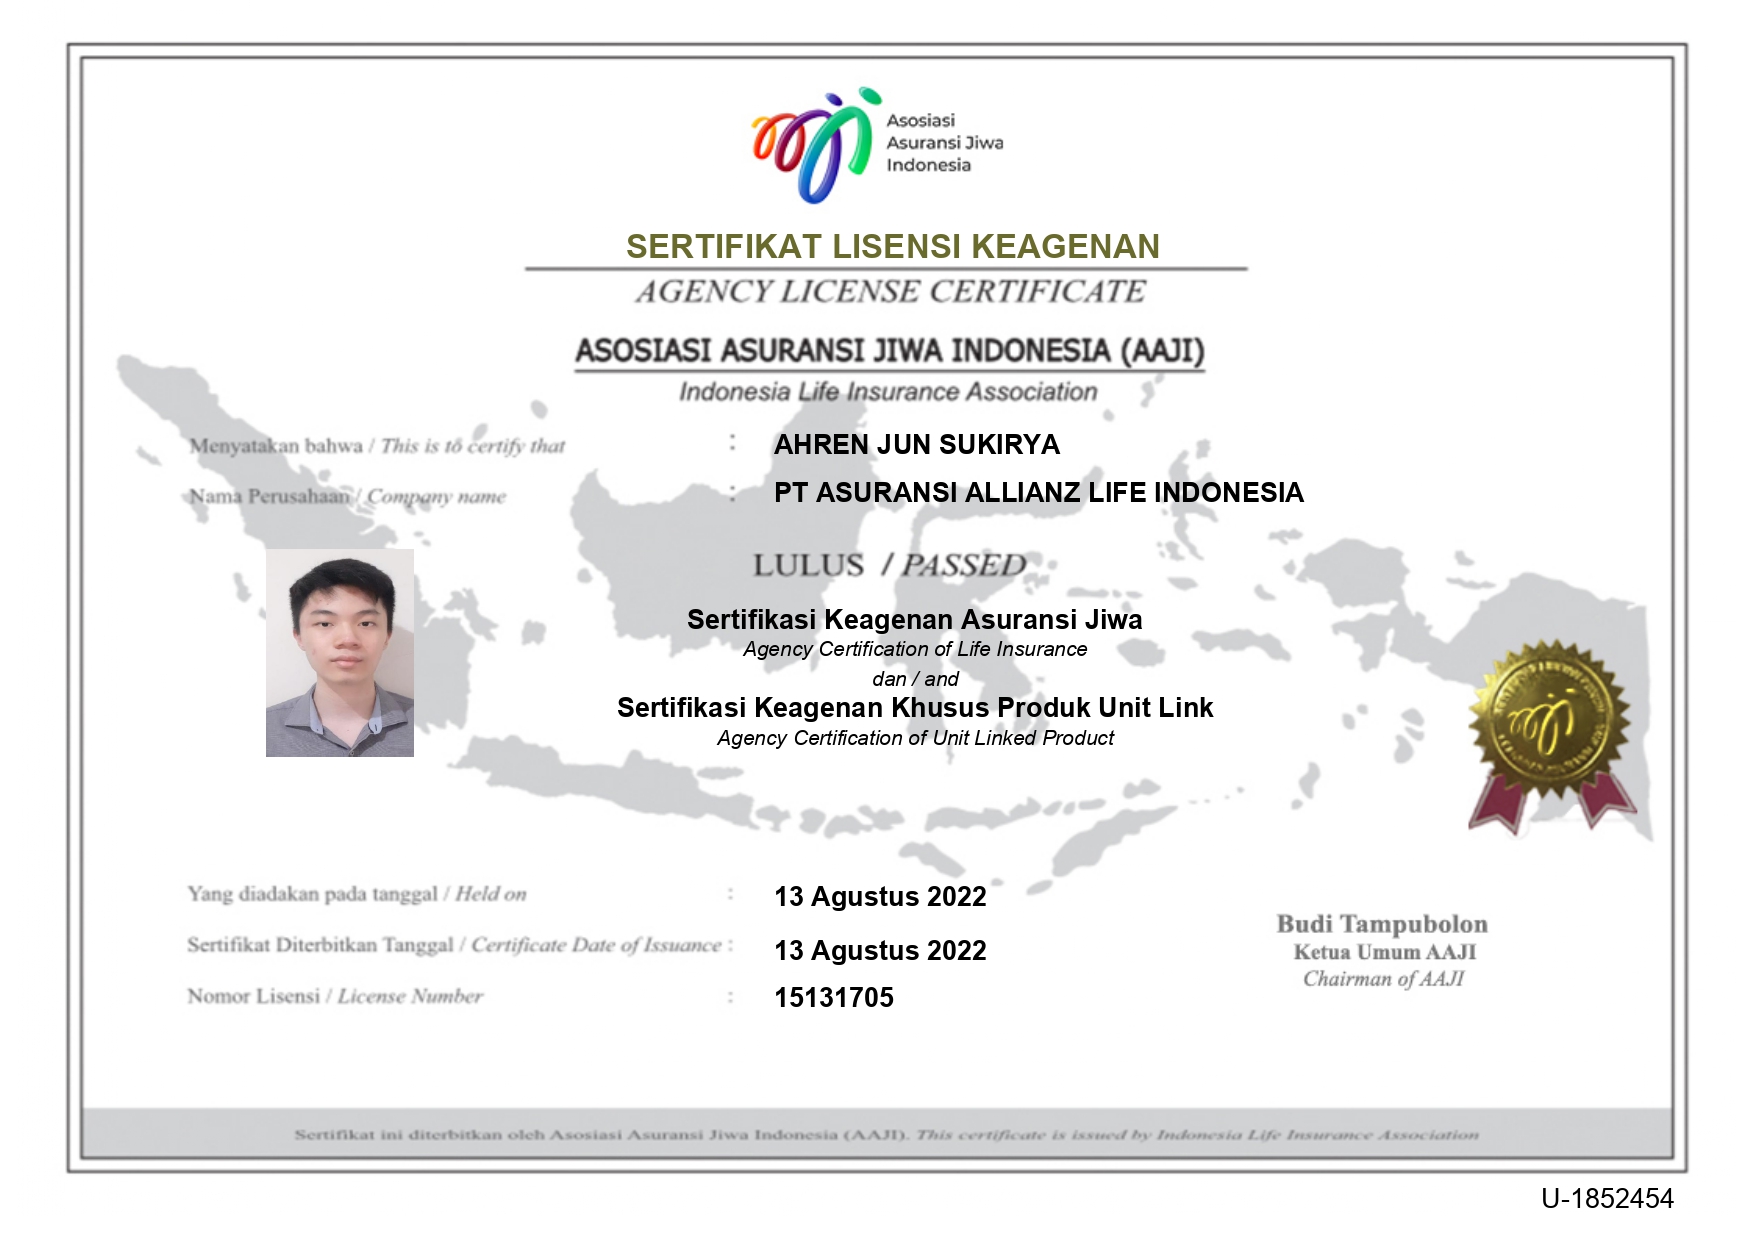 Asosiasi
Asuransi Jiwa
Indonesia
SERTIFIKAT LISENSI KEAGENAN
AGENCY LICENSE CERTIFICATE
ASOSIASI ASURANSI JIWA INDONESIA (AAJI)
Indonesia Life Insurance Association
Menyatakan bahwa / This is to certify that : AHREN JUN SUKIRYA
Nama Perusahaan / Company name : PT ASURANSI ALLIANZ LIFE INDONESIA
LULUS / PASSED
Sertifikasi Keagenan Asuransi Jiwa
Agency Certification of Life Insurance
dan / and
Sertifikasi Keagenan Khusus Produk Unit Link
Agency Certification of Unit Linked Product
Yang diadakan pada tanggal / Held on : 13 Agustus 2022
Sertifikat Diterbitkan Tanggal / Certificate Date of Issuance : 13 Agustus 2022
Nomor Lisensi / License Number : 15131705
Budi Tampubolon
Ketua Umum AAJI
Chairman of AAJI
Sertifikat ini diterbitkan oleh Asosiasi Asuransi Jiwa Indonesia (AAJI). This certificate is issued by Indonesia Life Insurance Association
U-1852454